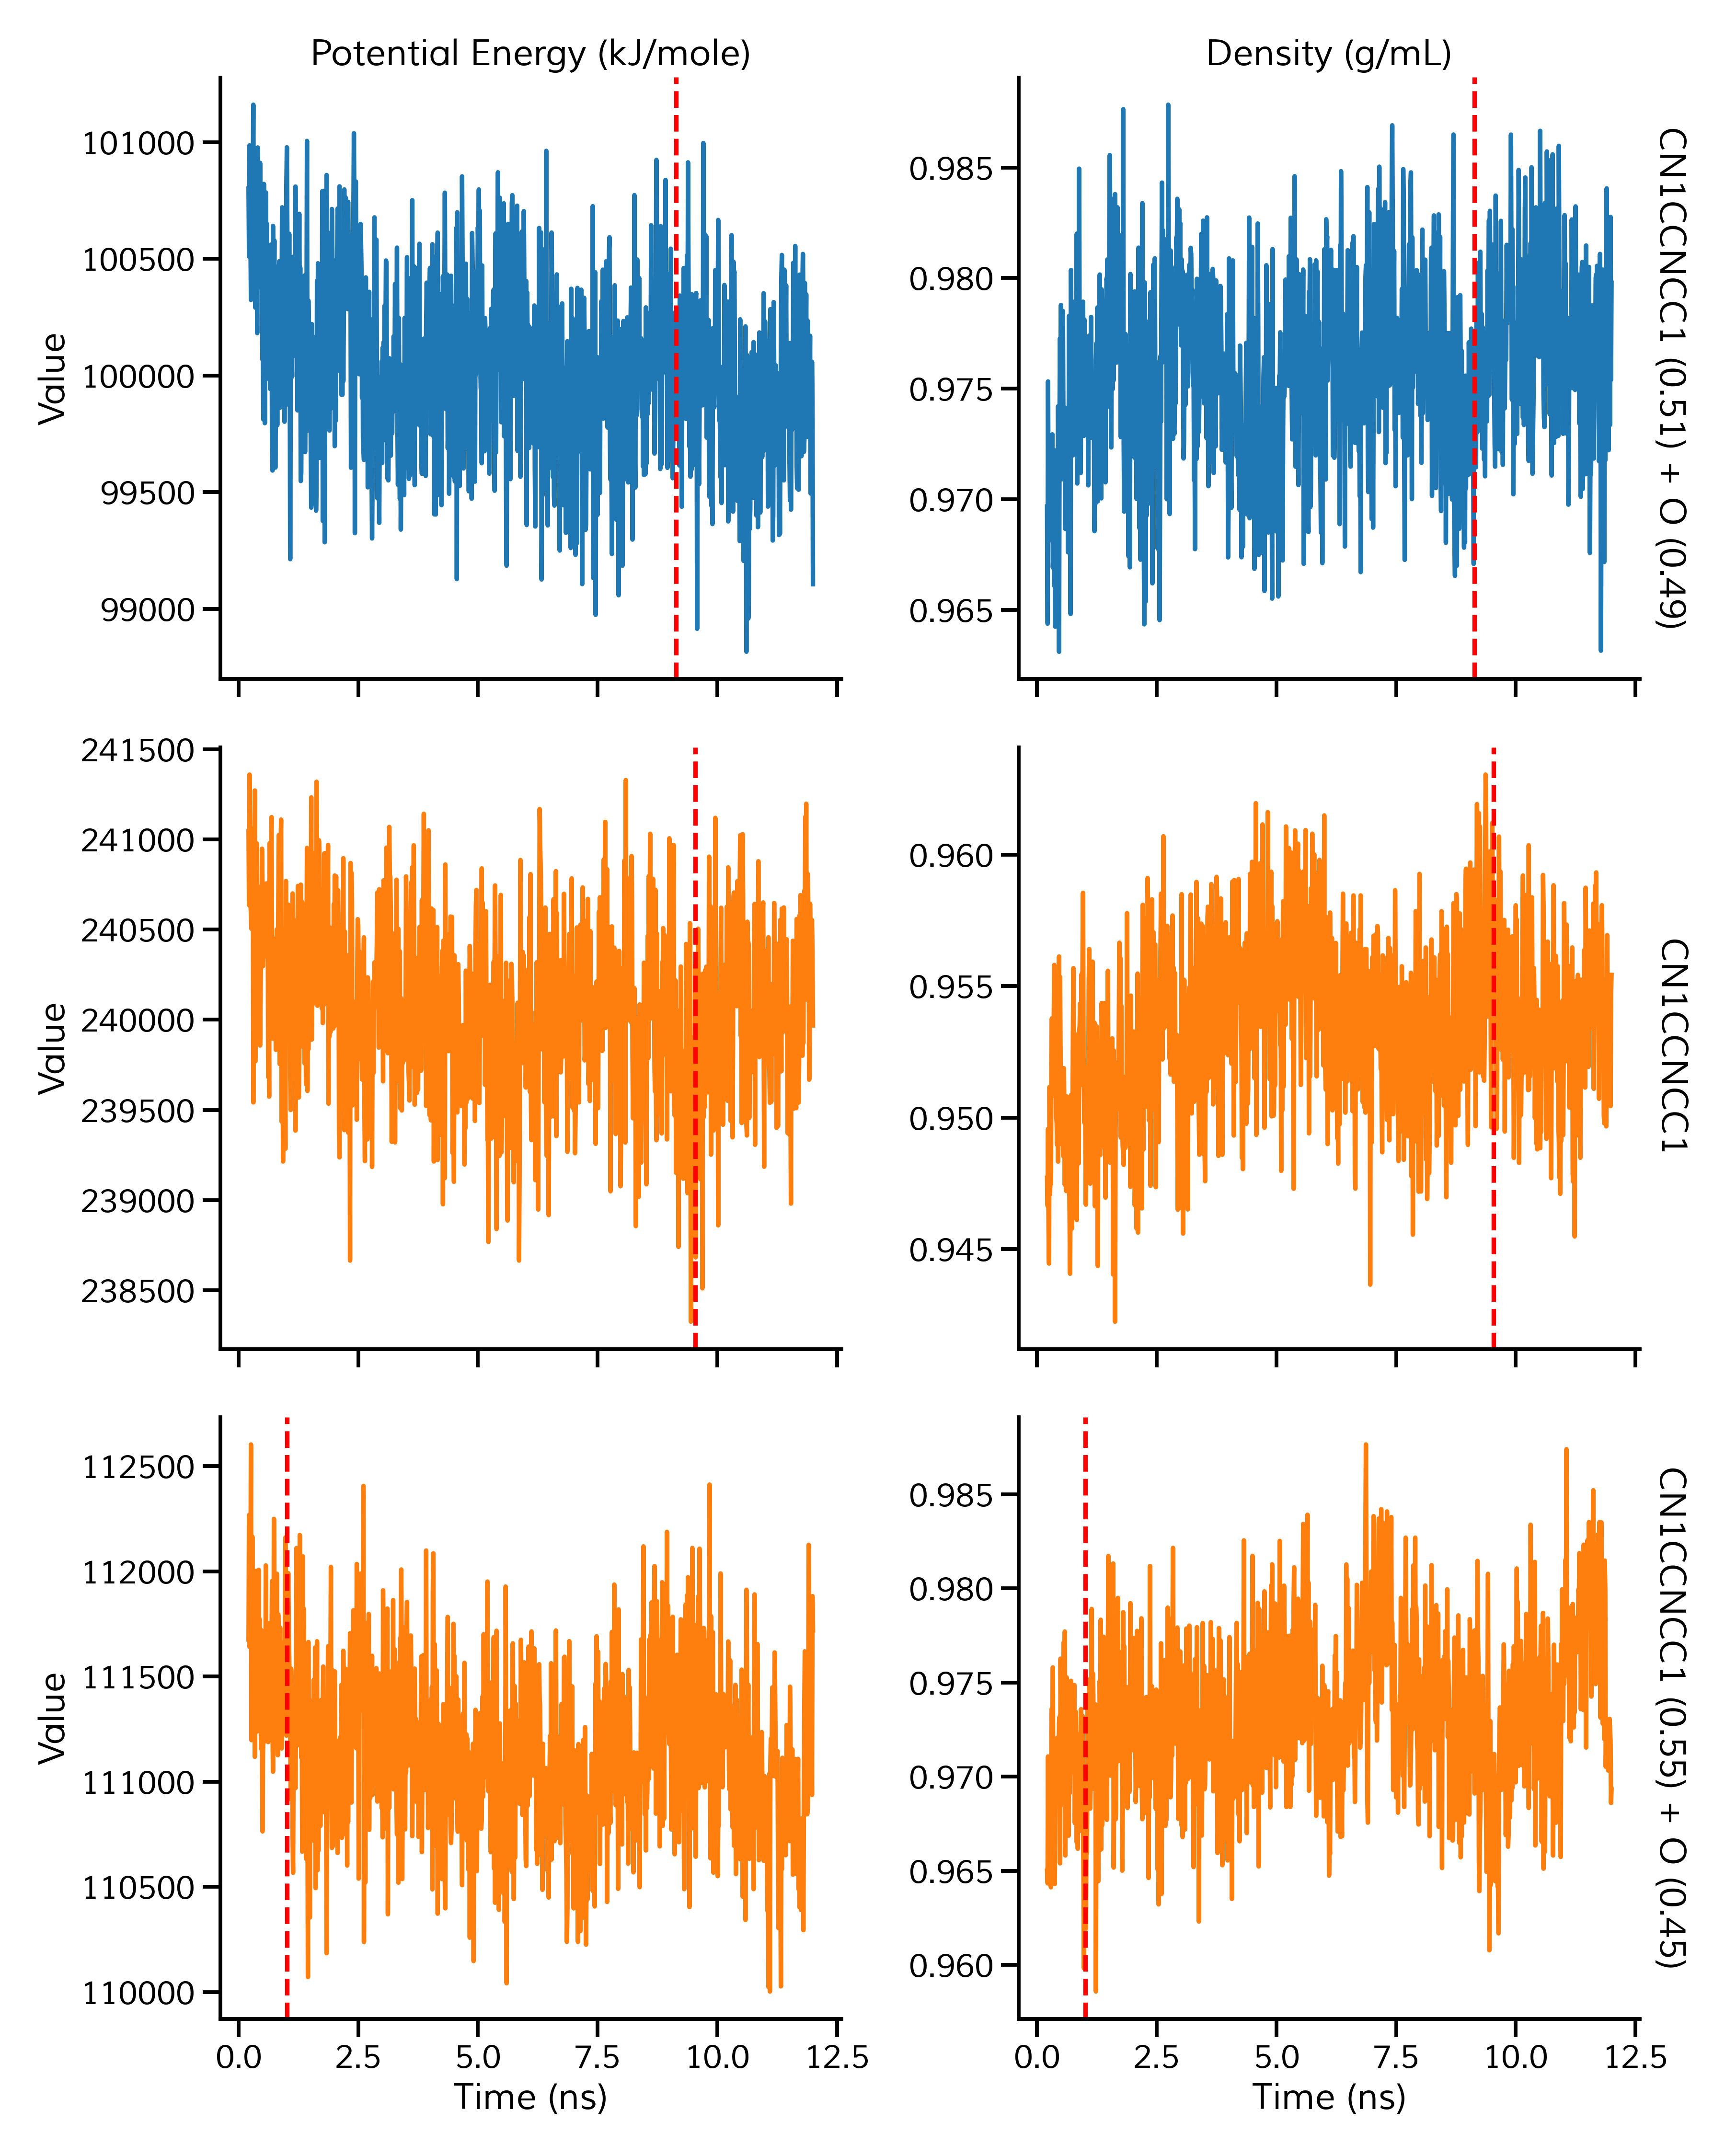 Potential Energy (kJ/mole)
Density (g/mL)
101000
100500
100000
99500
99000
Value
0.985
0.980
0.975
0.970
0.965
CN1CCNCC1 (0.51) + O (0.49)
241500
241000
240500
240000
239500
239000
238500
Value
0.960
0.955
0.950
0.945
CN1CCNCC1
112500
112000
111500
111000
110500
110000
Value
0.985
0.980
0.975
0.970
0.965
0.960
CN1CCNCC1 (0.55) + O (0.45)
0.0 2.5 5.0 7.5 10.0 12.5
Time (ns)
0.0 2.5 5.0 7.5 10.0 12.5
Time (ns)